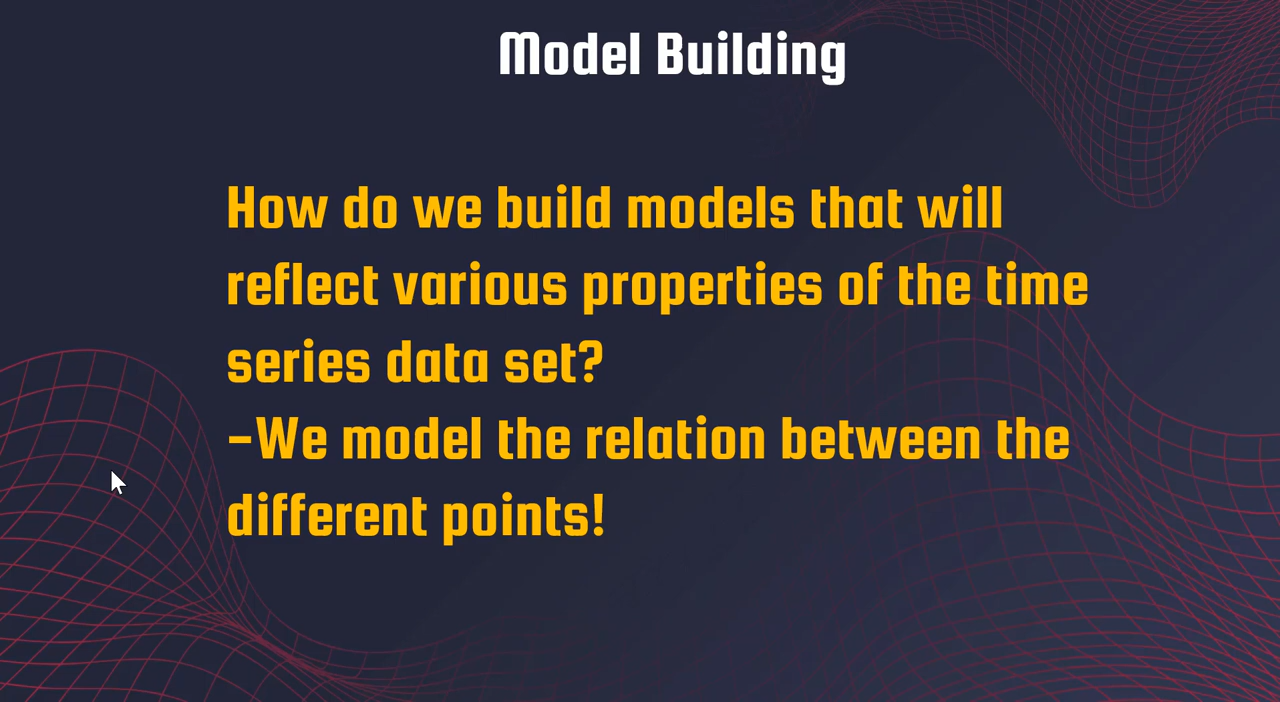 Model Building
How do we build models that will
reflect various properties of the time
series data set?
-We model the relation between the
different points!